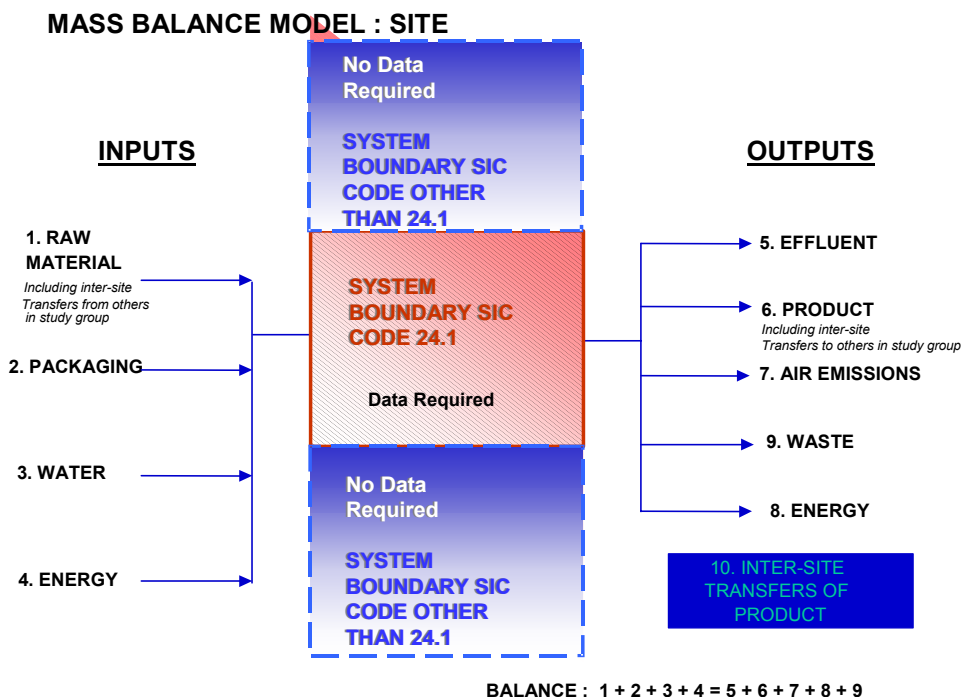 MASS BALANCE MODEL : SITE
No Data
Required
SYSTEM
BOUNDARY SIC
CODE OTHER
THAN 24.1
INPUTS
1. RAW
MATERIAL
Including inter-site
Transfers from others
in study group
2. PACKAGING
3. WATER
4. ENERGY
SYSTEM
BOUNDARY SIC
CODE 24.1
Data Required
No Data
Required
SYSTEM
BOUNDARY SIC
CODE OTHER
THAN 24.1
OUTPUTS
5. EFFLUENT
6. PRODUCT
Including inter-site
Transfers to others in study group
7. AIR EMISSIONS
9. WASTE
8. ENERGY
10. INTER-SITE
TRANSFERS OF
PRODUCT
BALANCE : 1 + 2 + 3 + 4 = 5 + 6 + 7 + 8 + 9